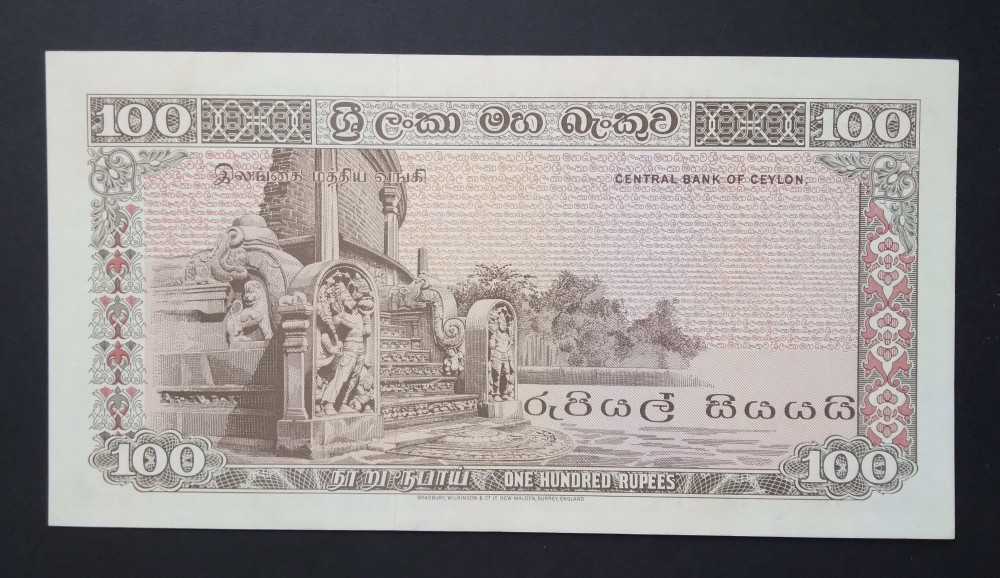 100 ශ්‍රී ලංකා මහ බැංකුව 100
இலங்கை மத்திய வங்கி
CENTRAL BANK OF CEYLON
රුපියල් සියයයි
100 நூறு ரூபாய் ONE HUNDRED RUPEES 100
BRADBURY, WILKINSON & Cº Lº NEW MALDEN, SURREY, ENGLAND